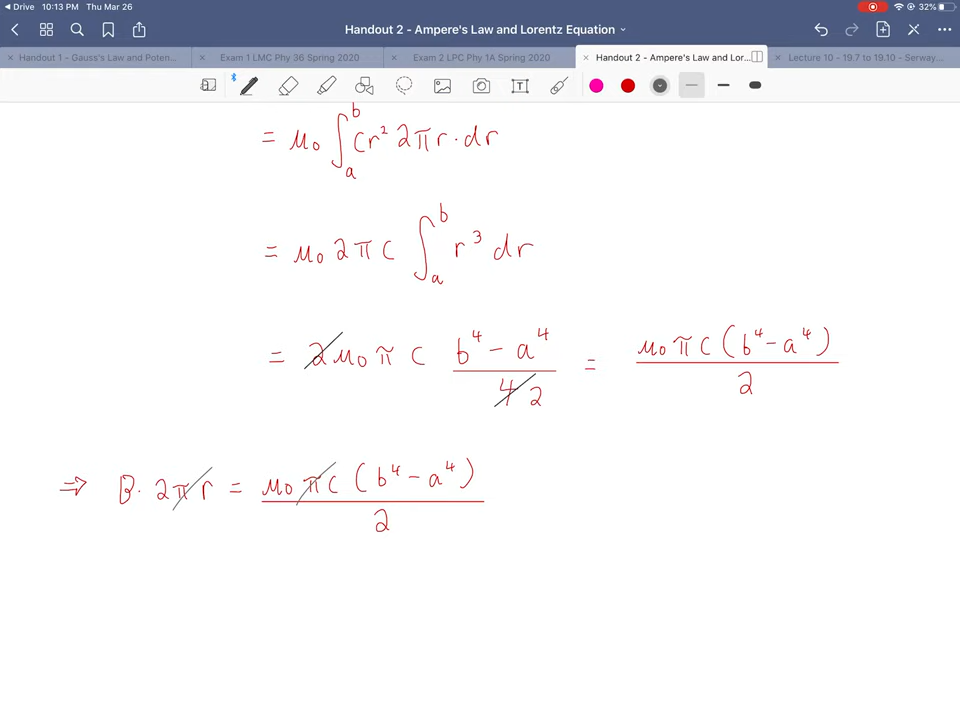 Drive 10:13 PM Thu Mar 26 32%
Handout 2 - Ampere's Law and Lorentz Equation
Handout 1 - Gauss's Law and Poten... Exam 1 LMC Phy 36 Spring 2020 Exam 2 LPC Phy 1A Spring 2020 Handout 2 - Ampere's Law and Lor... Lecture 10 - 19.7 to 19.10 - Serway...
= μ₀ ∫ₐᵇ Cr² 2πr · dr
= μ₀ 2π C ∫ₐᵇ r³ dr
= 2 μ₀ π C (b⁴ - a⁴)/(4 2) = μ₀ π C (b⁴ - a⁴)/2
⇒ B · 2πr = μ₀ π C (b⁴ - a⁴)/2